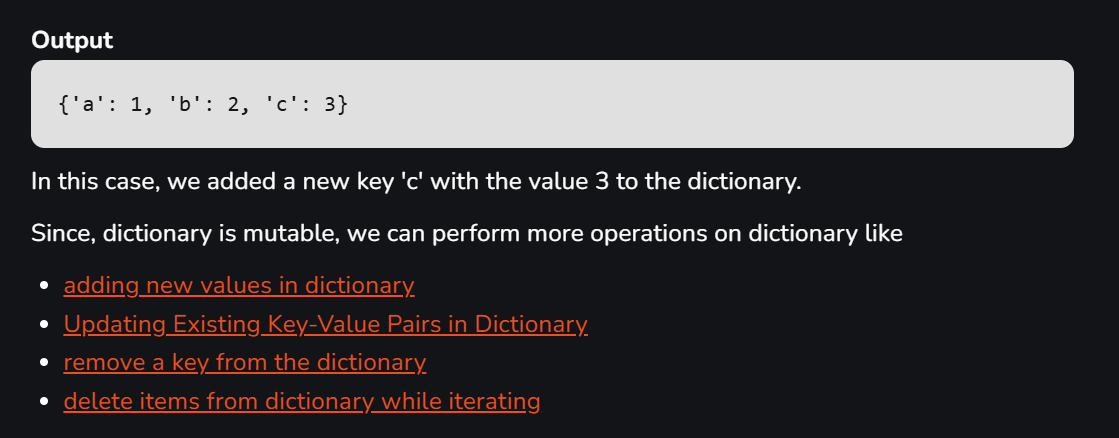 Output
{'a': 1, 'b': 2, 'c': 3}
In this case, we added a new key 'c' with the value 3 to the dictionary.
Since, dictionary is mutable, we can perform more operations on dictionary like
adding new values in dictionary
Updating Existing Key-Value Pairs in Dictionary
remove a key from the dictionary
delete items from dictionary while iterating